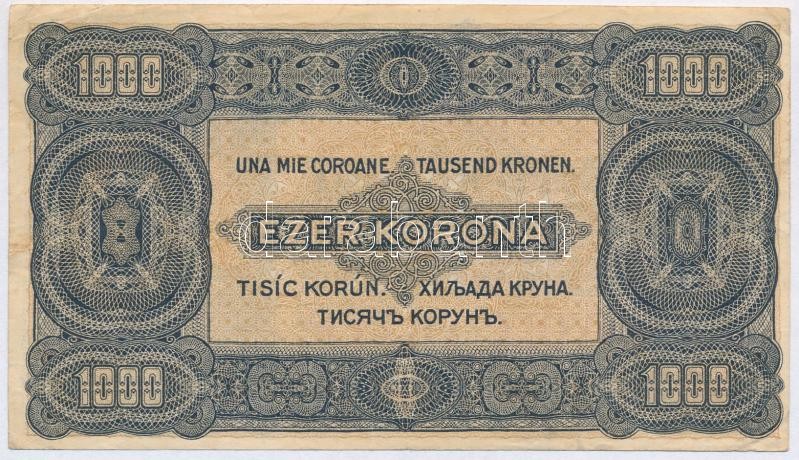 1000 1000
UNA MIE COROANE. TAUSEND KRONEN.
EZER KORONA
TISÍC KORÚN. ХИЉАДА КРУНА.
ТИСЯЧЪ КОРУНЪ.
1000 1000